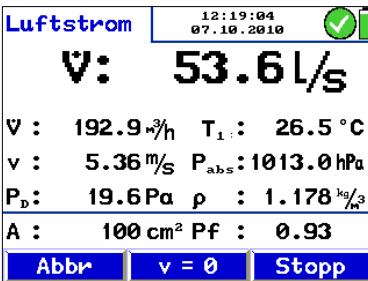 Luftstrom 12:19:04
07.10.2010
V̇: 53.6 l/s
V̇ : 192.9 m³/h T₁ : 26.5 °C
v : 5.36 m/s Pabs: 1013.0 hPa
PD: 19.6 Pa ρ : 1.178 kg/m³
A : 100 cm² Pf : 0.93
Abbr v = 0 Stopp